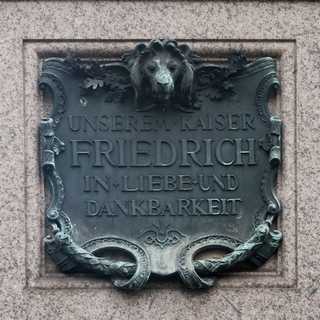 UNSEREM·KAISER
FRIEDRICH
IN·LIEBE·UND
DANKBARKEIT